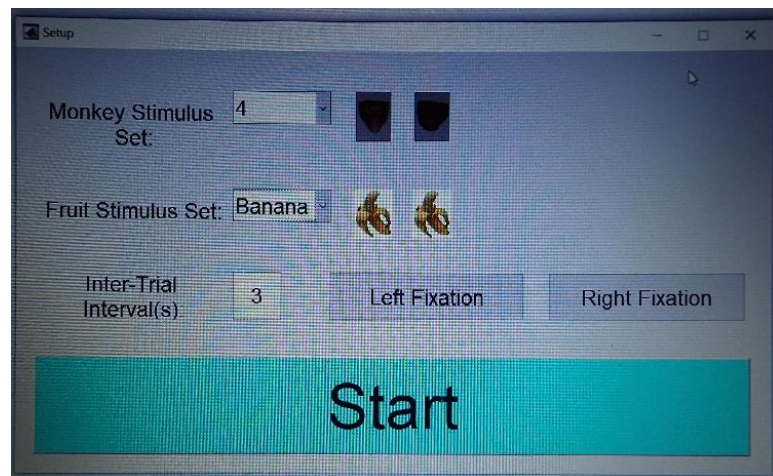 Setup
Monkey Stimulus
Set:
4
Fruit Stimulus Set:
Banana
Inter-Trial
Interval(s):
3
Left Fixation
Right Fixation
Start